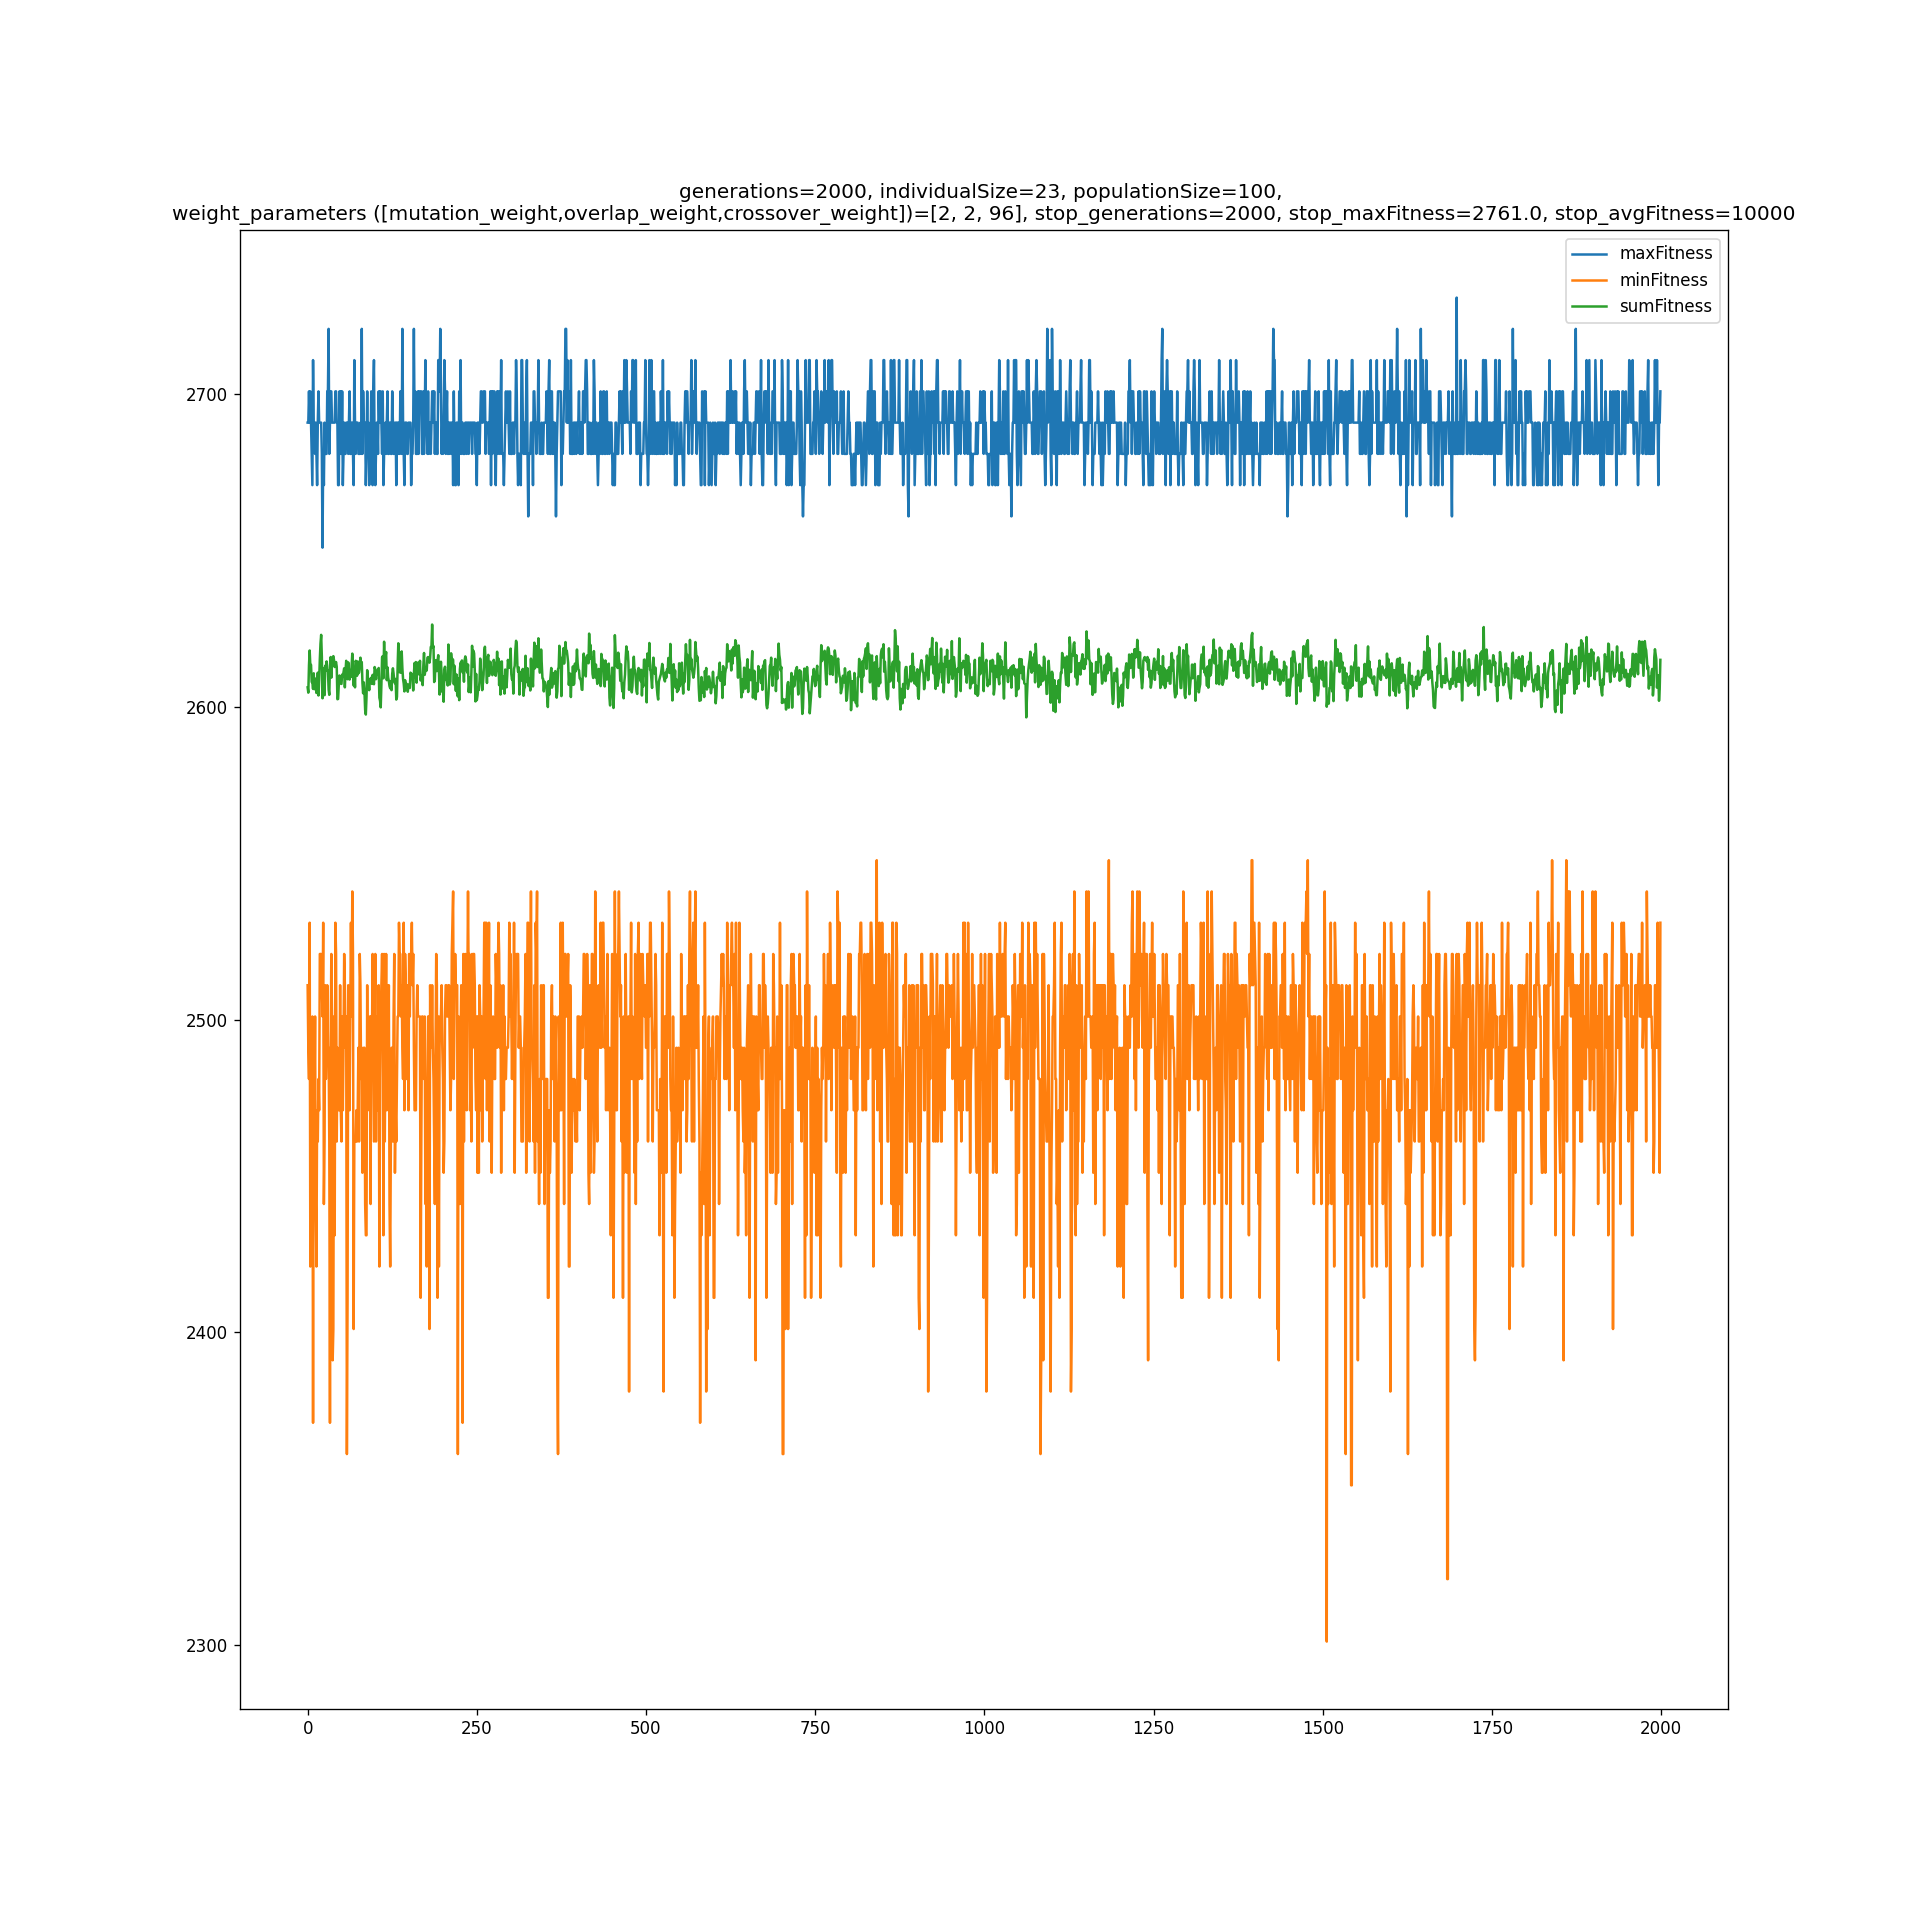 generations=2000, individualSize=23, populationSize=100,
weight_parameters ([mutation_weight,overlap_weight,crossover_weight])=[2, 2, 96], stop_generations=2000, stop_maxFitness=2761.0, stop_avgFitness=10000
maxFitness
minFitness
sumFitness
2700
2600
2500
2400
2300
0 250 500 750 1000 1250 1500 1750 2000